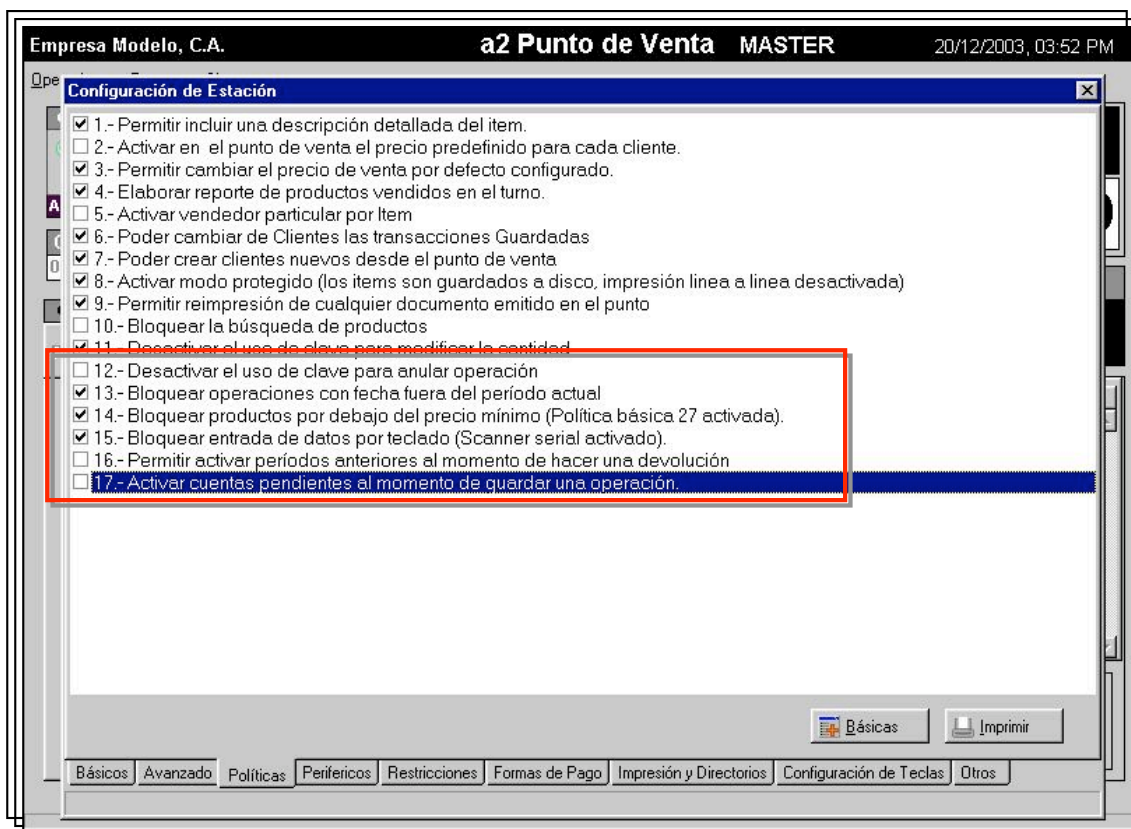 Empresa Modelo, C.A. a2 Punto de Venta MASTER 20/12/2003, 03:52 PM
Ope
Configuración de Estación
1.- Permitir incluir una descripción detallada del item.
2.- Activar en el punto de venta el precio predefinido para cada cliente.
3.- Permitir cambiar el precio de venta por defecto configurado.
4.- Elaborar reporte de productos vendidos en el turno.
5.- Activar vendedor particular por Item
6.- Poder cambiar de Clientes las transacciones Guardadas
7.- Poder crear clientes nuevos desde el punto de venta
8.- Activar modo protegido (los items son guardados a disco, impresión linea a linea desactivada)
9.- Permitir reimpresión de cualquier documento emitido en el punto
10.- Bloquear la búsqueda de productos
11.- Desactivar el uso de clave para modificar la cantidad
12.- Desactivar el uso de clave para anular operación
13.- Bloquear operaciones con fecha fuera del período actual
14.- Bloquear productos por debajo del precio mínimo (Política básica 27 activada).
15.- Bloquear entrada de datos por teclado (Scanner serial activado).
16.- Permitir activar períodos anteriores al momento de hacer una devolución
17.- Activar cuentas pendientes al momento de guardar una operación.
Básicas Imprimir
Básicos Avanzado Políticas Perifericos Restricciones Formas de Pago Impresión y Directorios Configuración de Teclas Otros